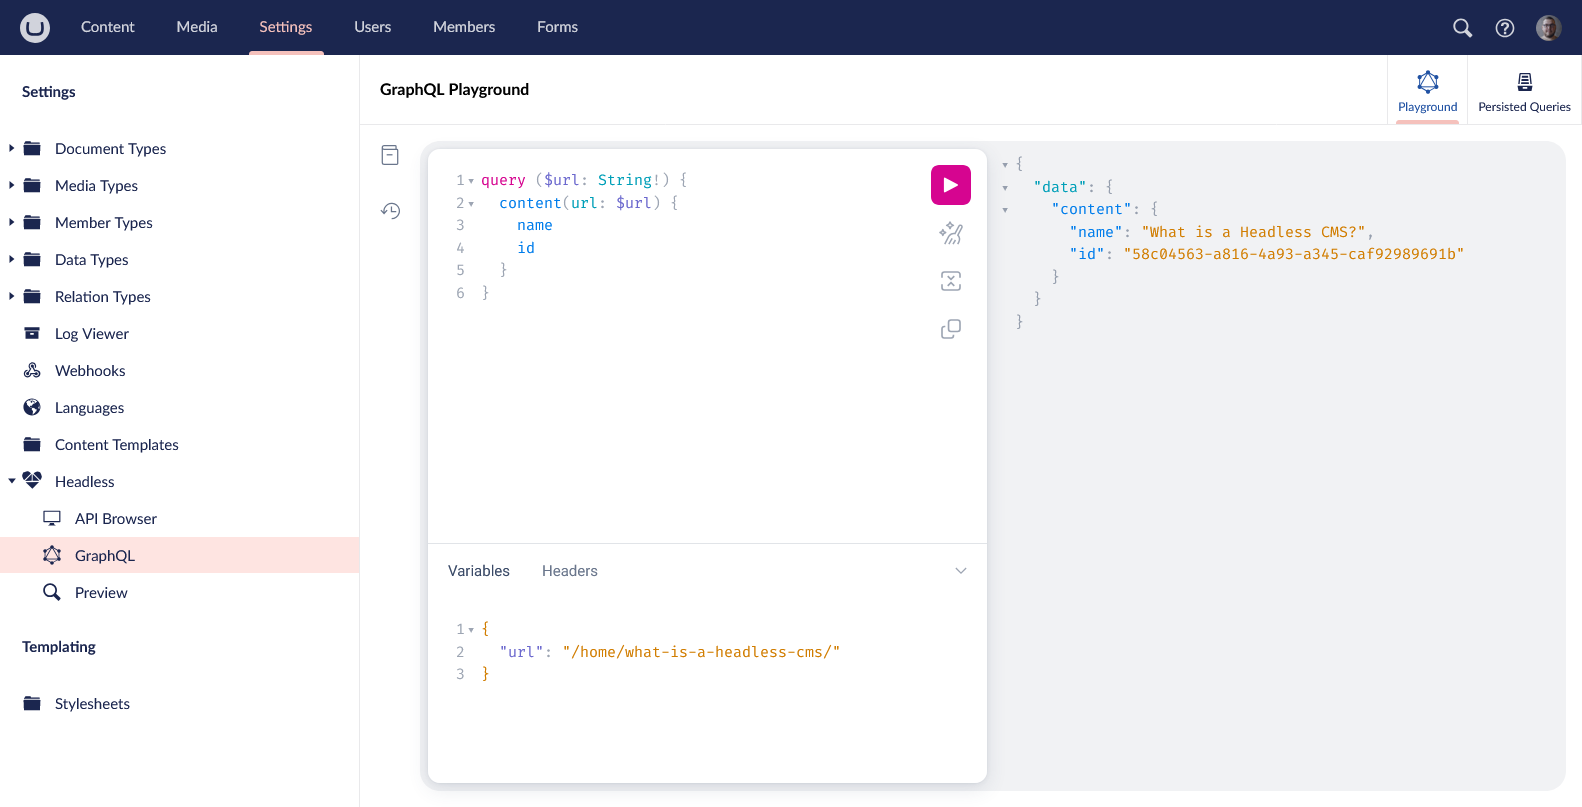 Content
Media
Settings
Users
Members
Forms
Settings
Document Types
Media Types
Member Types
Data Types
Relation Types
Log Viewer
Webhooks
Languages
Content Templates
Headless
API Browser
GraphQL
Preview
Templating
Stylesheets
GraphQL Playground
Playground
Persisted Queries
1 query ($url: String!) {
2 content(url: $url) {
3 name
4 id
5 }
6 }
Variables
Headers
1 {
2 "url": "/home/what-is-a-headless-cms/"
3 }
{
"data": {
"content": {
"name": "What is a Headless CMS?",
"id": "58c04563-a816-4a93-a345-caf92989691b"
}
}
}